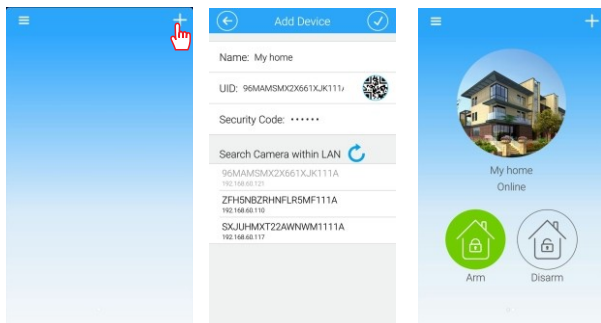 Add Device
Name: My home
UID: 96MAMSMX2X661XJK111A
Security Code: ······
Search Camera within LAN
96MAMSMX2X661XJK111A
192.168.60.121
ZFH5NBZRHNFLR5MF111A
192.168.60.110
SXJUHMXT22AWNWM1111A
192.168.60.117
My home
Online
Arm
Disarm